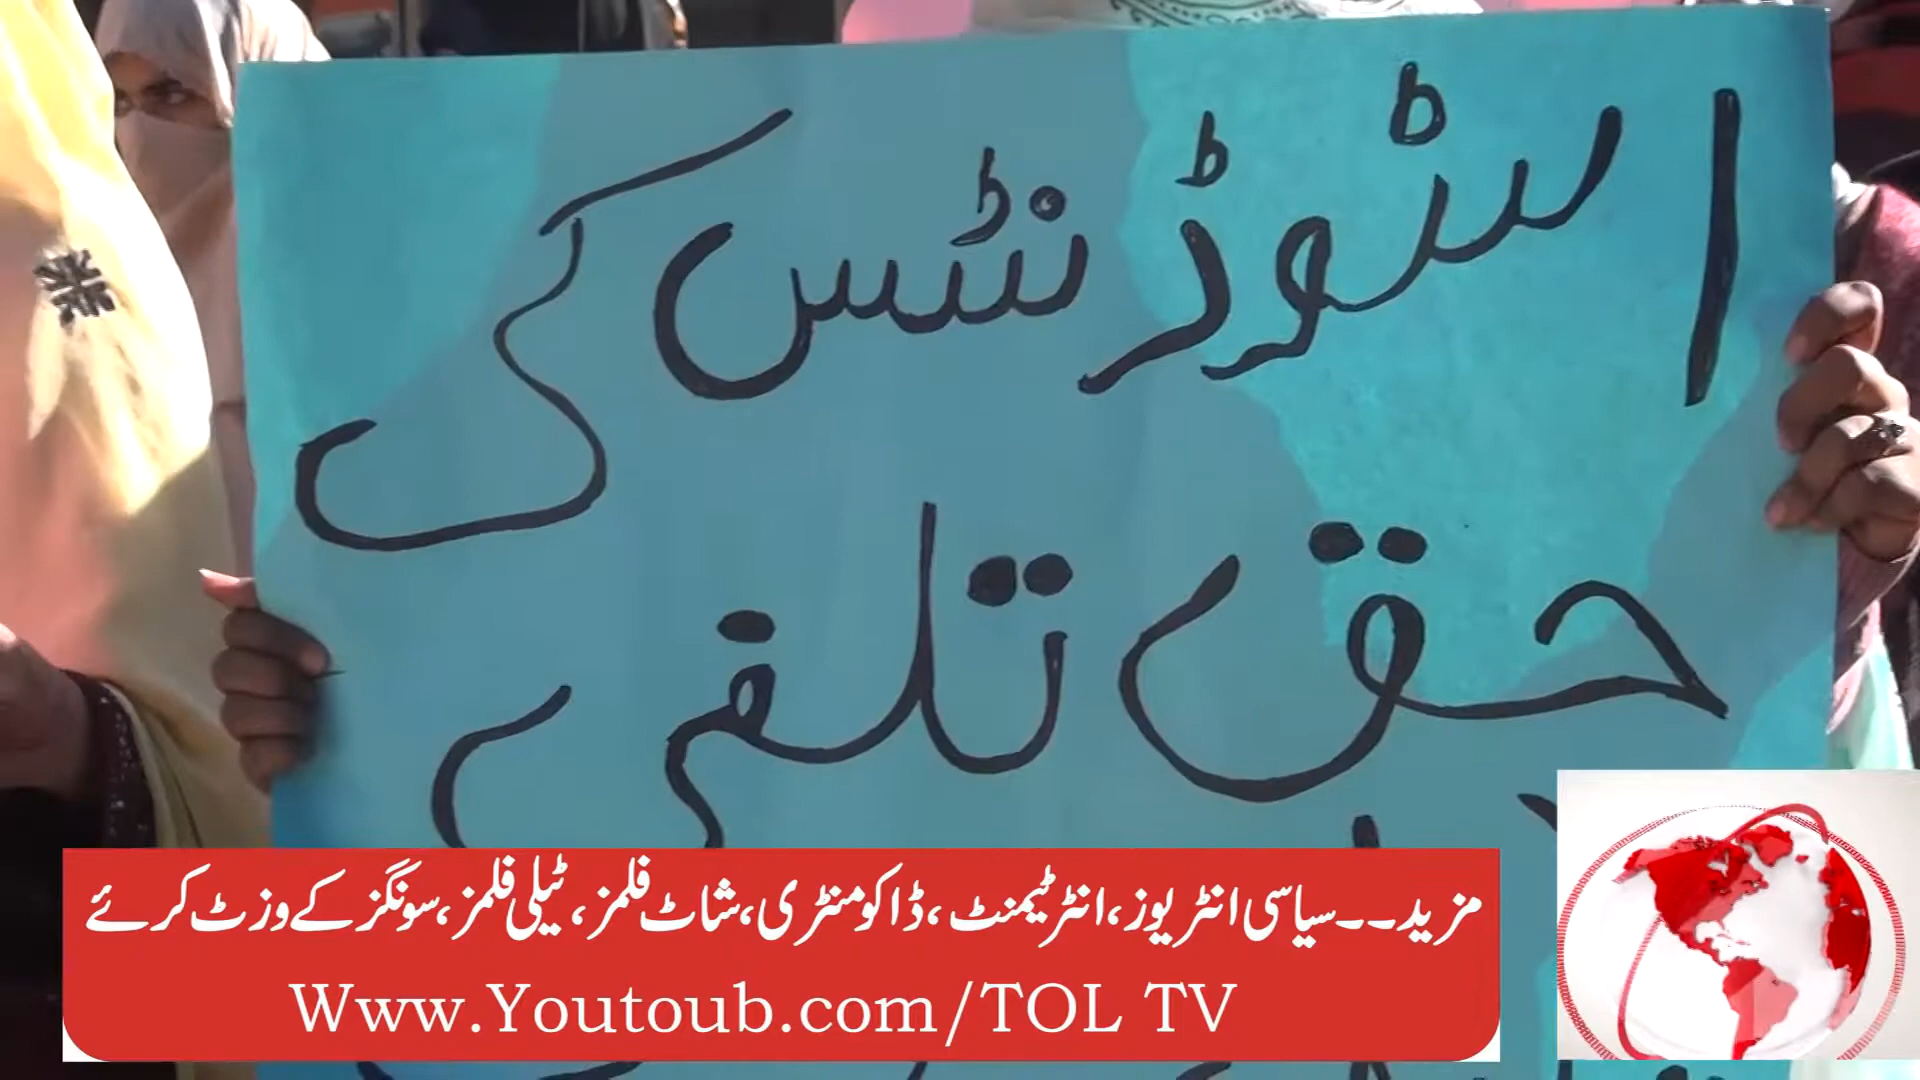 اسٹوڈنٹس کی
حق تلفی
مزید۔۔سیاسی انٹریوز،انٹرٹیمنٹ،ڈاکومنٹری،شاٹ فلمز،ٹیلی فلمز،سونگز کے وزٹ کرئے
Www.Youtoub.com/TOL TV